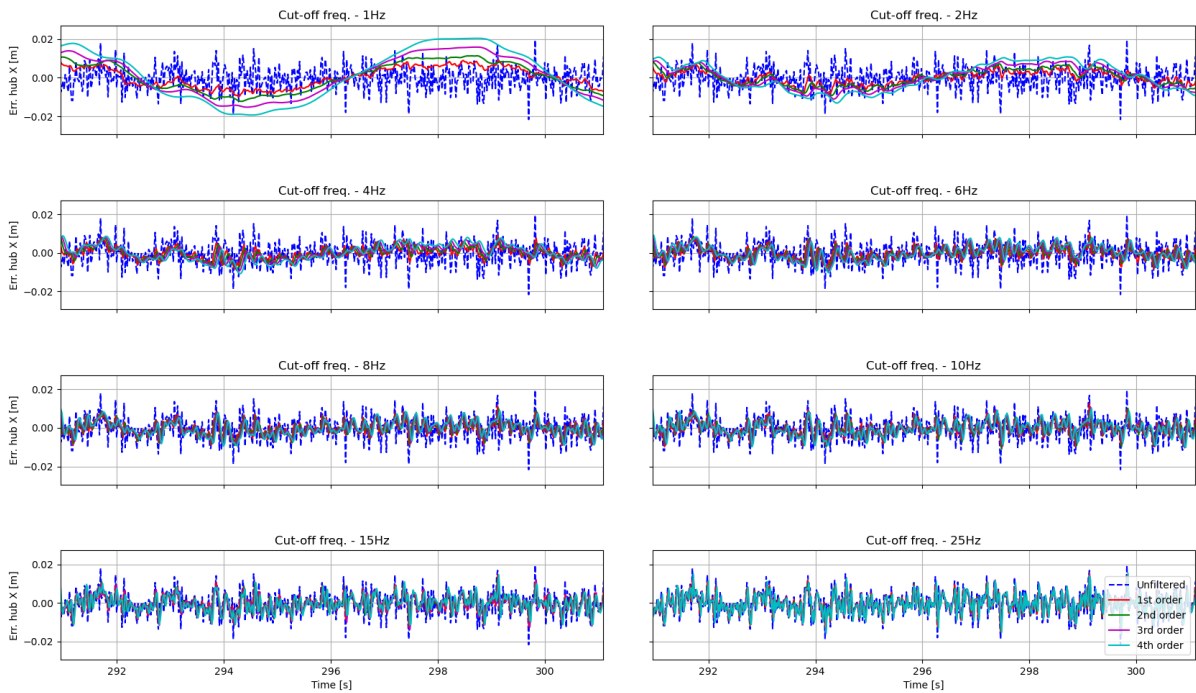 Cut-off freq. - 1Hz
Cut-off freq. - 2Hz
Err. hub X [m]
0.02
0.00
−0.02
Cut-off freq. - 4Hz
Cut-off freq. - 6Hz
Err. hub X [m]
0.02
0.00
−0.02
Cut-off freq. - 8Hz
Cut-off freq. - 10Hz
Err. hub X [m]
0.02
0.00
−0.02
Cut-off freq. - 15Hz
Cut-off freq. - 25Hz
Err. hub X [m]
0.02
0.00
−0.02
Unfiltered
1st order
2nd order
3rd order
4th order
292 294 296 298 300
292 294 296 298 300
Time [s]
Time [s]